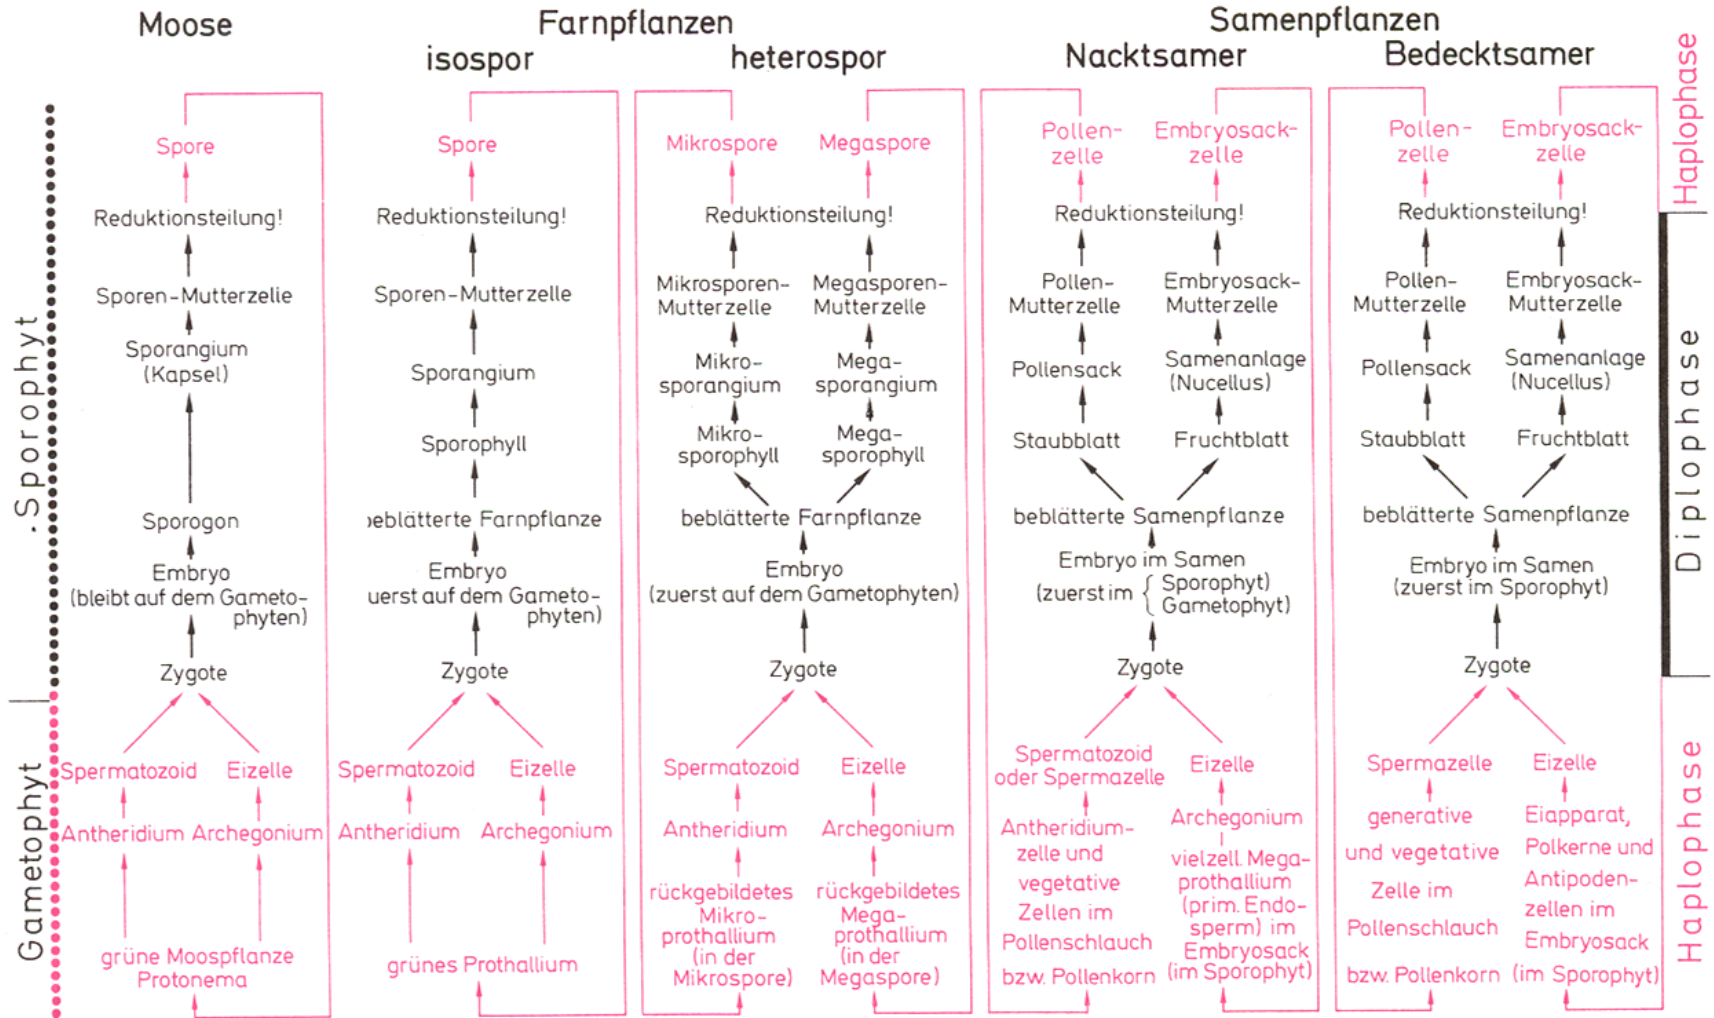 Moose
Farnpflanzen
Samenpflanzen
isospor
heterospor
Nacktsamer
Bedecktsamer
Spore
Reduktionsteilung!
Sporen-Mutterzelle
Sporangium
(Kapsel)
Sporogon
Embryo
(bleibt auf dem Gameto-
phyten)
Zygote
Spermatozoid
Eizelle
Antheridium
Archegonium
grüne Moospflanze
Protonema
Spore
Reduktionsteilung!
Sporen-Mutterzelle
Sporangium
Sporophyll
beblätterte Farnpflanze
Embryo
uerst auf dem Gameto-
phyten)
Zygote
Spermatozoid
Eizelle
Antheridium
Archegonium
grünes Prothallium
Mikrospore
Megaspore
Reduktionsteilung!
Mikrosporen-
Mutterzelle
Megasporen-
Mutterzelle
Mikro-
sporangium
Mega-
sporangium
Mikro-
sporophyll
Mega-
sporophyll
beblätterte Farnpflanze
Embryo
(zuerst auf dem Gametophyten)
Zygote
Spermatozoid
Eizelle
Antheridium
Archegonium
rückgebildetes
Mikro-
prothallium
(in der
Mikrospore)
rückgebildetes
Mega-
prothallium
(in der
Megaspore)
Pollen-
zelle
Embryosack-
zelle
Reduktionsteilung!
Pollen-
Mutterzelle
Embryosack-
Mutterzelle
Pollensack
Samenanlage
(Nucellus)
Staubblatt
Fruchtblatt
beblätterte Samenpflanze
Embryo im Samen
(zuerst im { Sporophyt)
Gametophyt)
Zygote
Spermatozoid
oder Spermazelle
Eizelle
Antheridium-
zelle und
vegetative
Zellen im
Pollenschlauch
bzw. Pollenkorn
Archegonium
vielzell. Mega-
prothallium
(prim. Endo-
sperm) im
Embryosack
(im Sporophyt)
Pollen-
zelle
Embryosack-
zelle
Reduktionsteilung!
Pollen-
Mutterzelle
Embryosack-
Mutterzelle
Pollensack
Samenanlage
(Nucellus)
Staubblatt
Fruchtblatt
beblätterte Samenpflanze
Embryo im Samen
(zuerst im Sporophyt)
Zygote
Spermazelle
Eizelle
generative
und vegetative
Zelle im
Pollenschlauch
bzw. Pollenkorn
Eiapparat,
Polkerne und
Antipoden-
zellen im
Embryosack
(im Sporophyt)
Sporophyt
Gametophyt
Haplophase
Diplophase
Haplophase